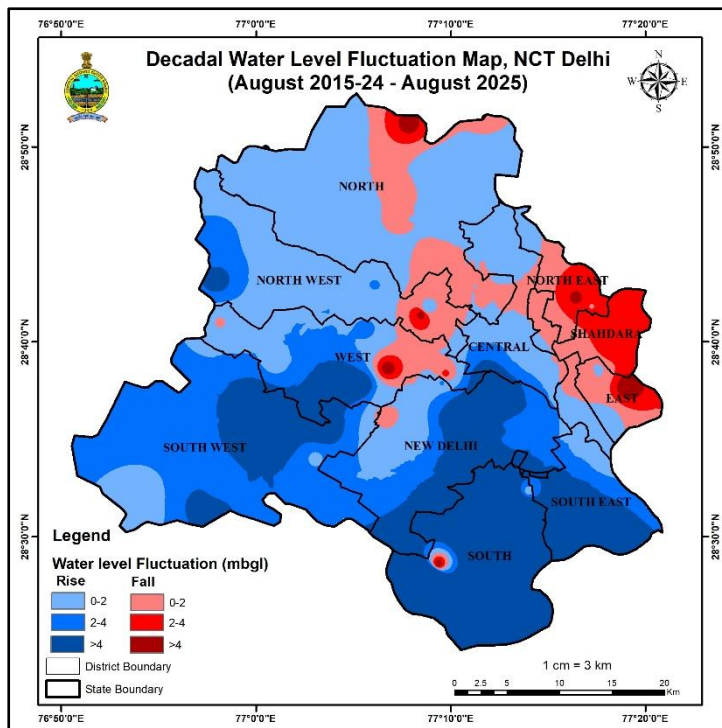 76°50'0"E 77°0'0"E 77°10'0"E 77°20'0"E
Decadal Water Level Fluctuation Map, NCT Delhi
(August 2015-24 - August 2025)
N
W E
S
28°50'0"N 28°50'0"N
NORTH
NORTH WEST NORTH EAST
28°40'0"N 28°40'0"N
SHAHDARA
CENTRAL
WEST
EAST
SOUTH WEST NEW DELHI
SOUTH EAST
28°30'0"N 28°30'0"N
SOUTH
Legend
Water level Fluctuation (mbgl)
Rise Fall
0-2 0-2
2-4 2-4
>4 >4
District Boundary
State Boundary
1 cm = 3 km
0 2.5 5 10 15 20
Km
76°50'0"E 77°0'0"E 77°10'0"E 77°20'0"E